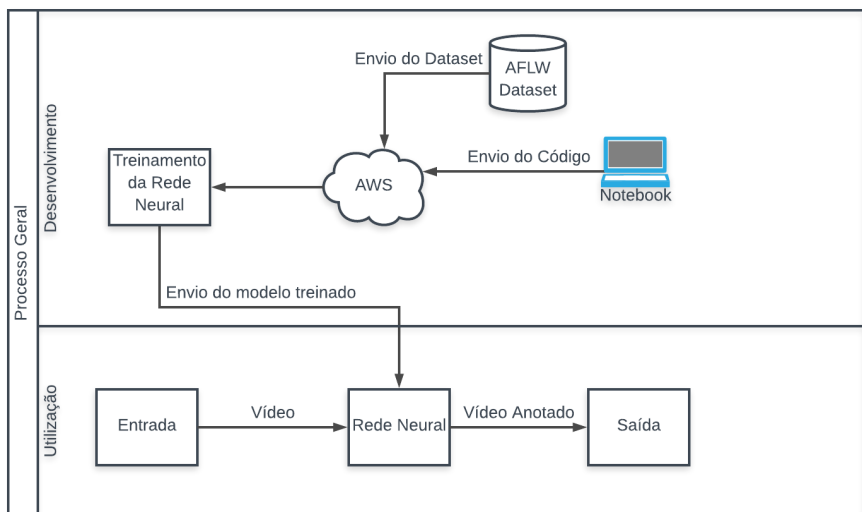 Processo Geral
Desenvolvimento
Envio do Dataset
AFLW
Dataset
Treinamento
da Rede
Neural
AWS
Envio do Código
Notebook
Envio do modelo treinado
Utilização
Entrada
Vídeo
Rede Neural
Vídeo Anotado
Saída